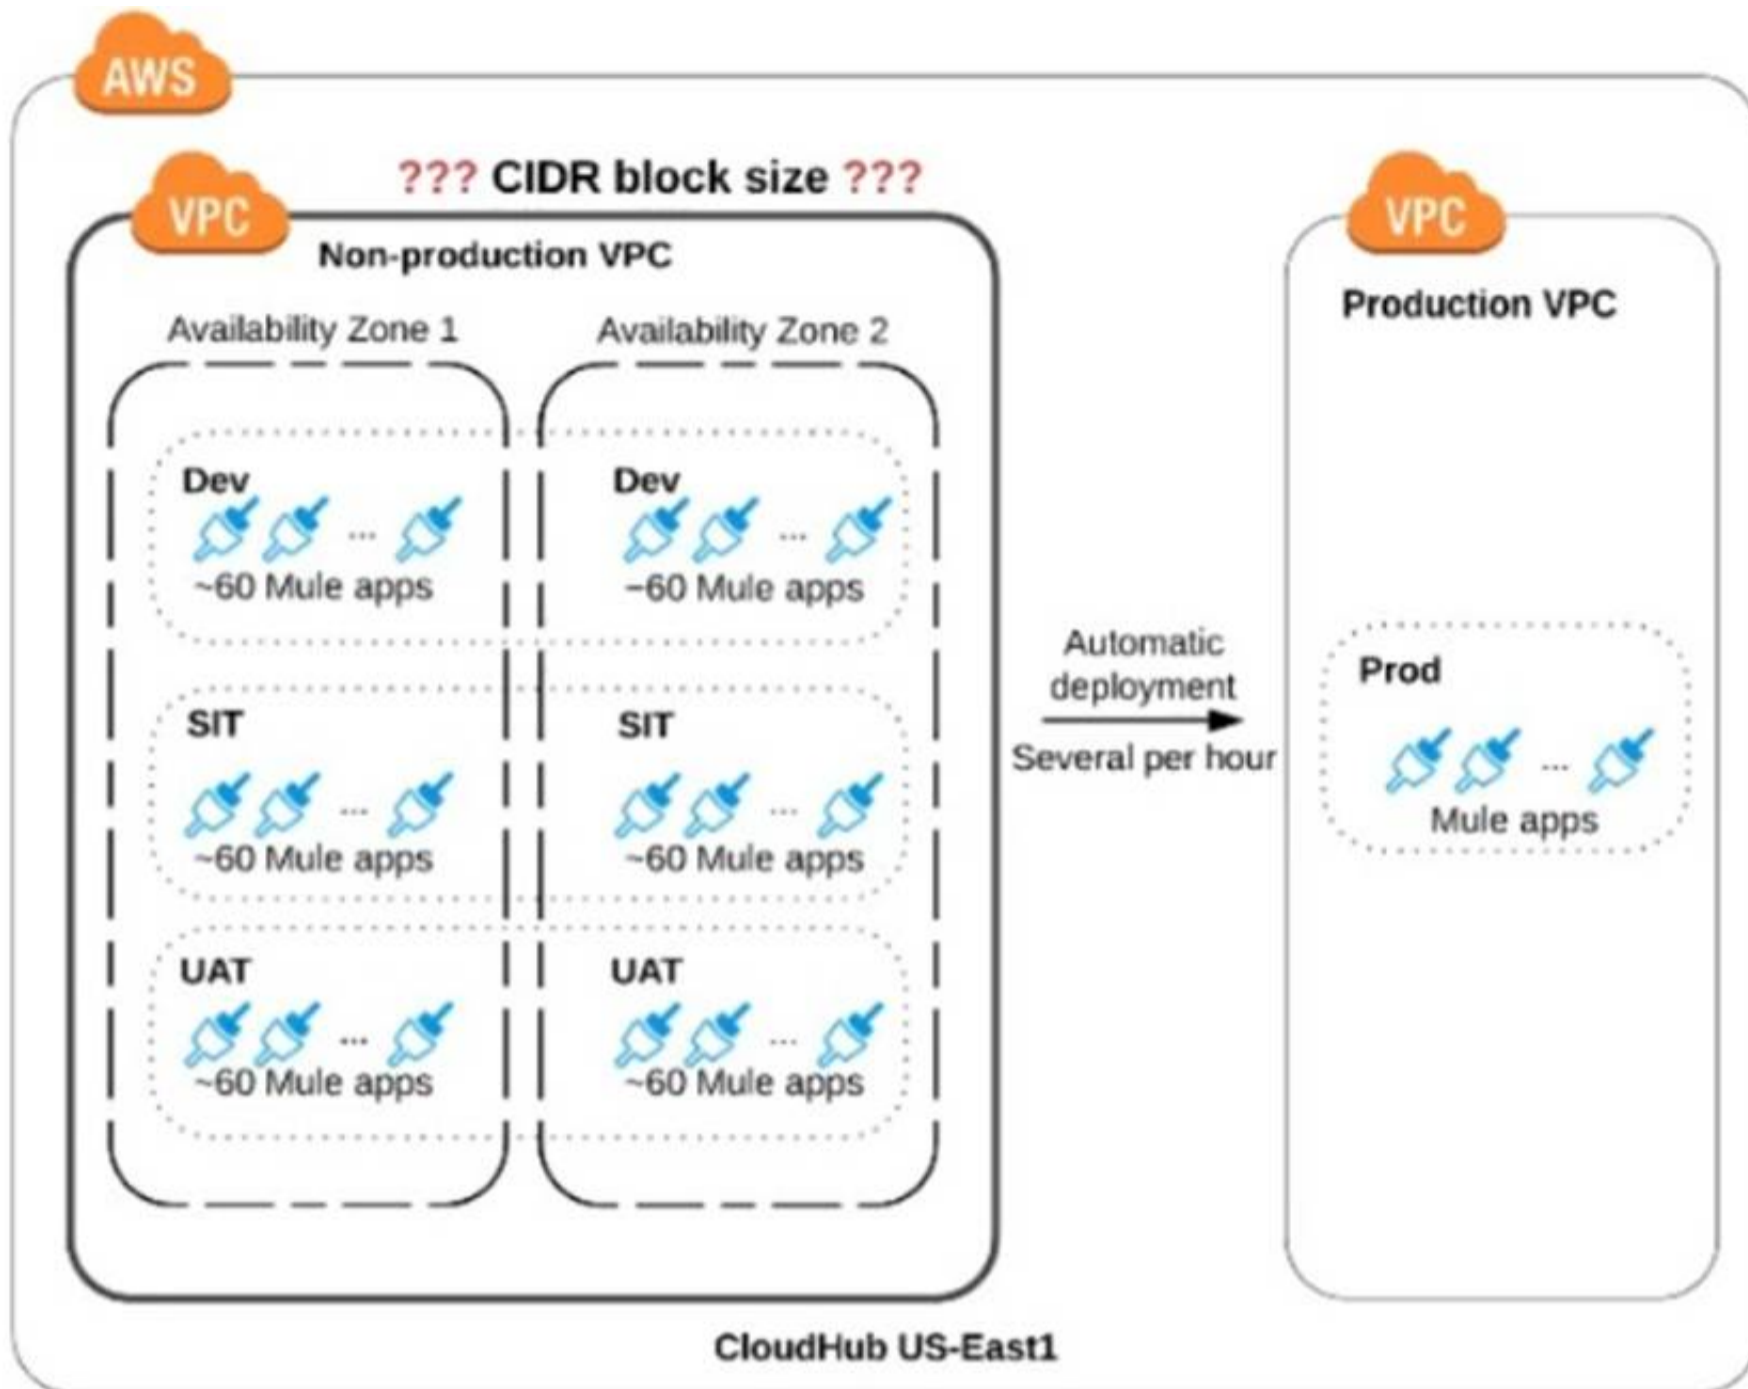 AWS
??? CIDR block size ???
VPC
Non-production VPC
Availability Zone 1
Availability Zone 2
Dev
...
~60 Mule apps
Dev
...
~60 Mule apps
SIT
...
~60 Mule apps
SIT
...
~60 Mule apps
UAT
...
~60 Mule apps
UAT
...
~60 Mule apps
Automatic
deployment
Several per hour
VPC
Production VPC
Prod
...
Mule apps
CloudHub US-East1